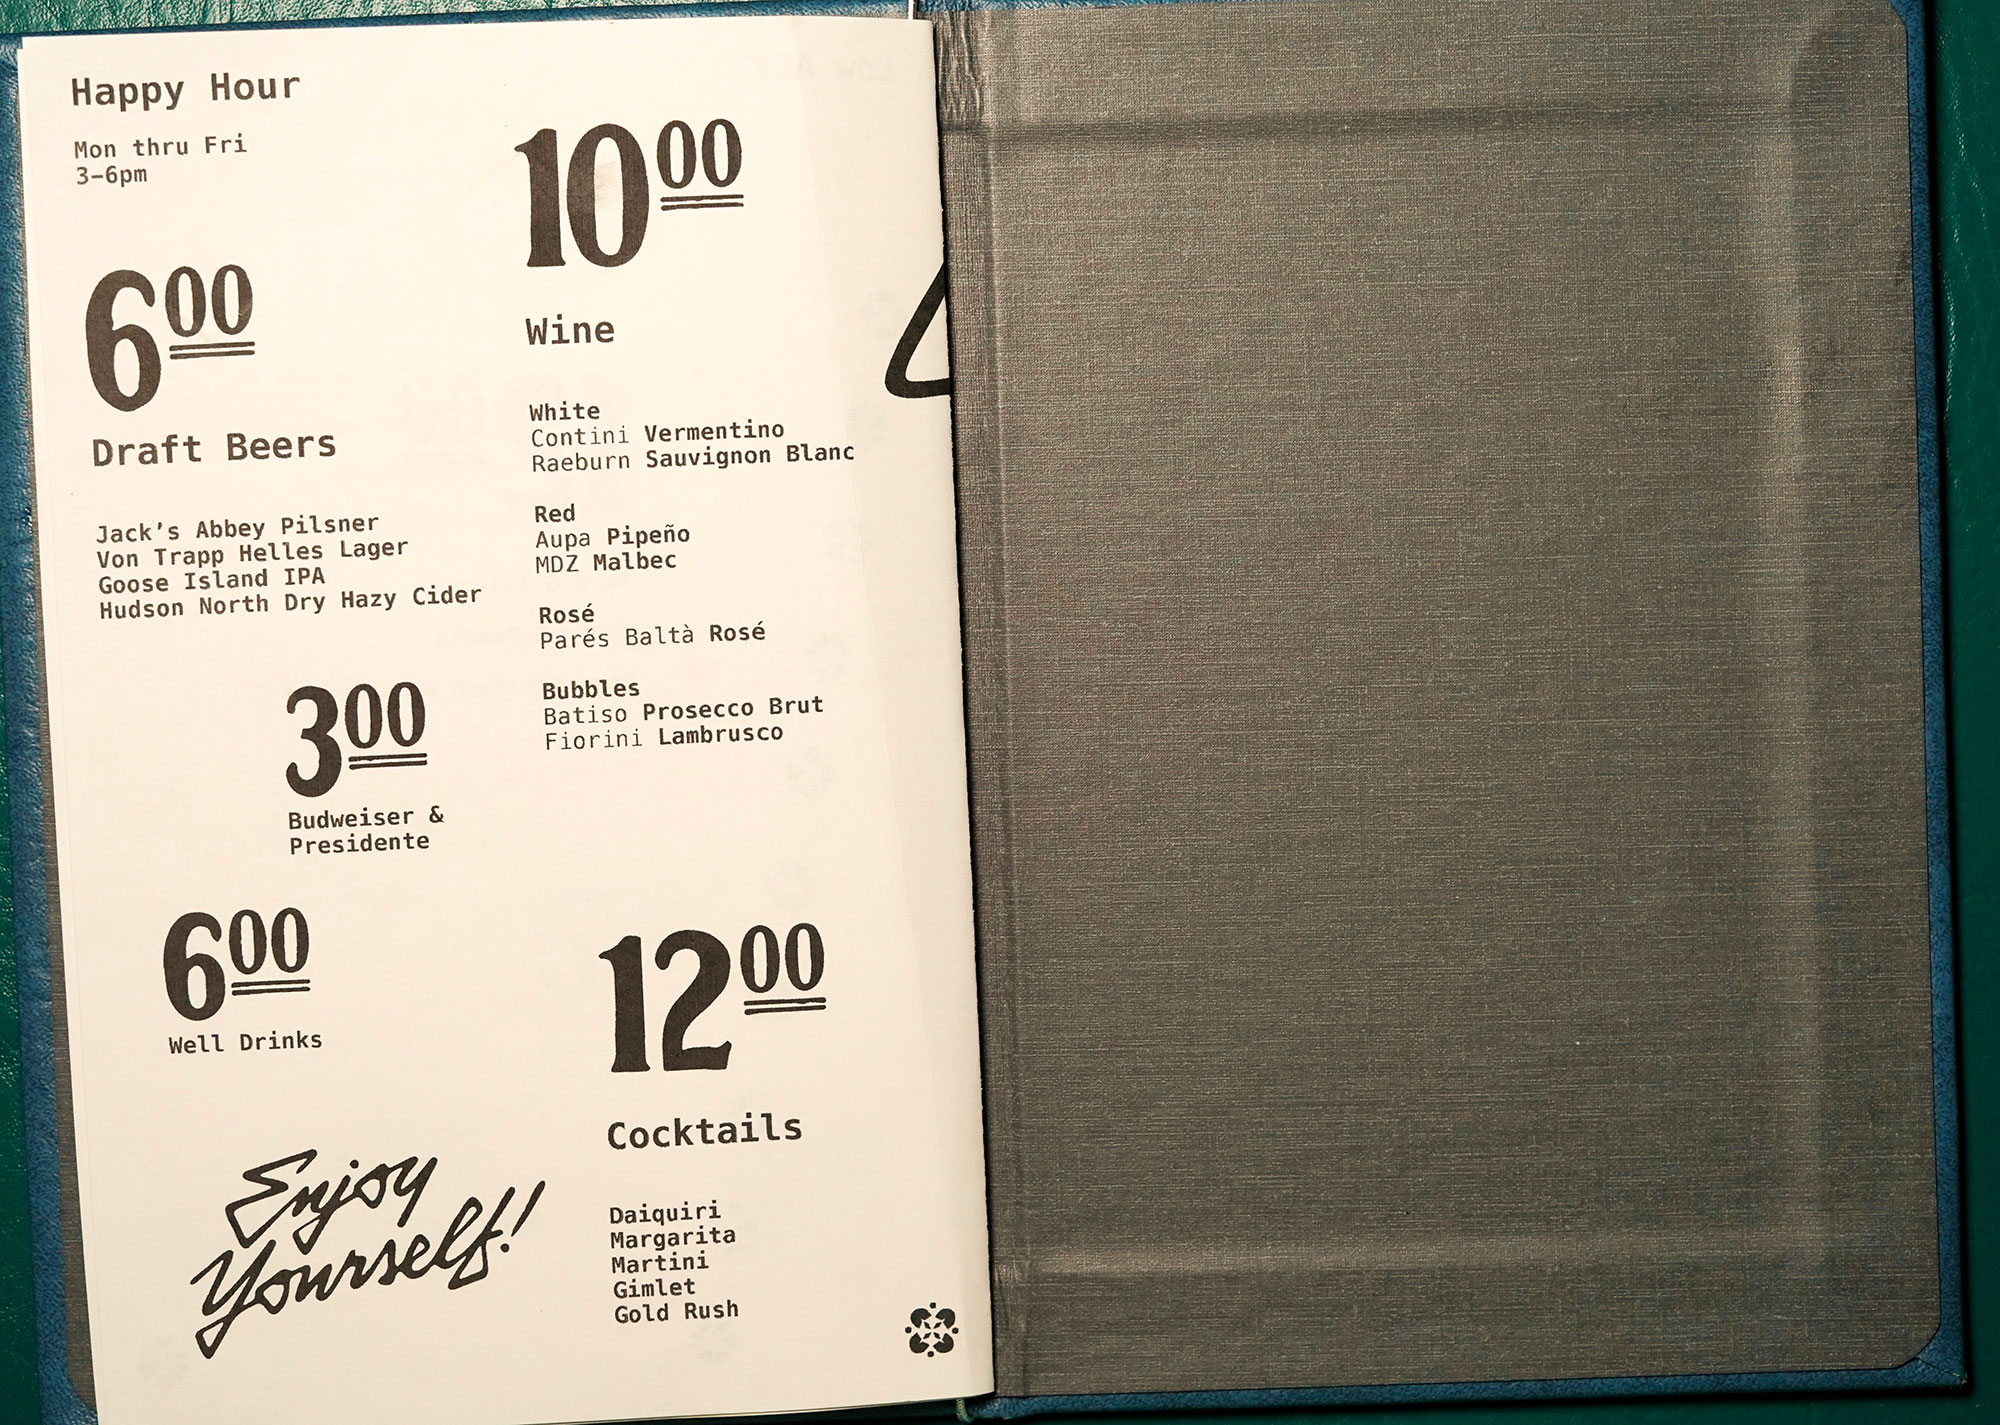 Happy Hour
Mon thru Fri
3-6pm
6 00
Draft Beers
Jack's Abbey Pilsner
Von Trapp Helles Lager
Goose Island IPA
Hudson North Dry Hazy Cider
3 00
Budweiser &
Presidente
6 00
Well Drinks
Enjoy
Yourself!
10 00
Wine
White
Contini Vermentino
Raeburn Sauvignon Blanc
Red
Aupa Pipeño
MDZ Malbec
Rosé
Parés Baltà Rosé
Bubbles
Batiso Prosecco Brut
Fiorini Lambrusco
12 00
Cocktails
Daiquiri
Margarita
Martini
Gimlet
Gold Rush